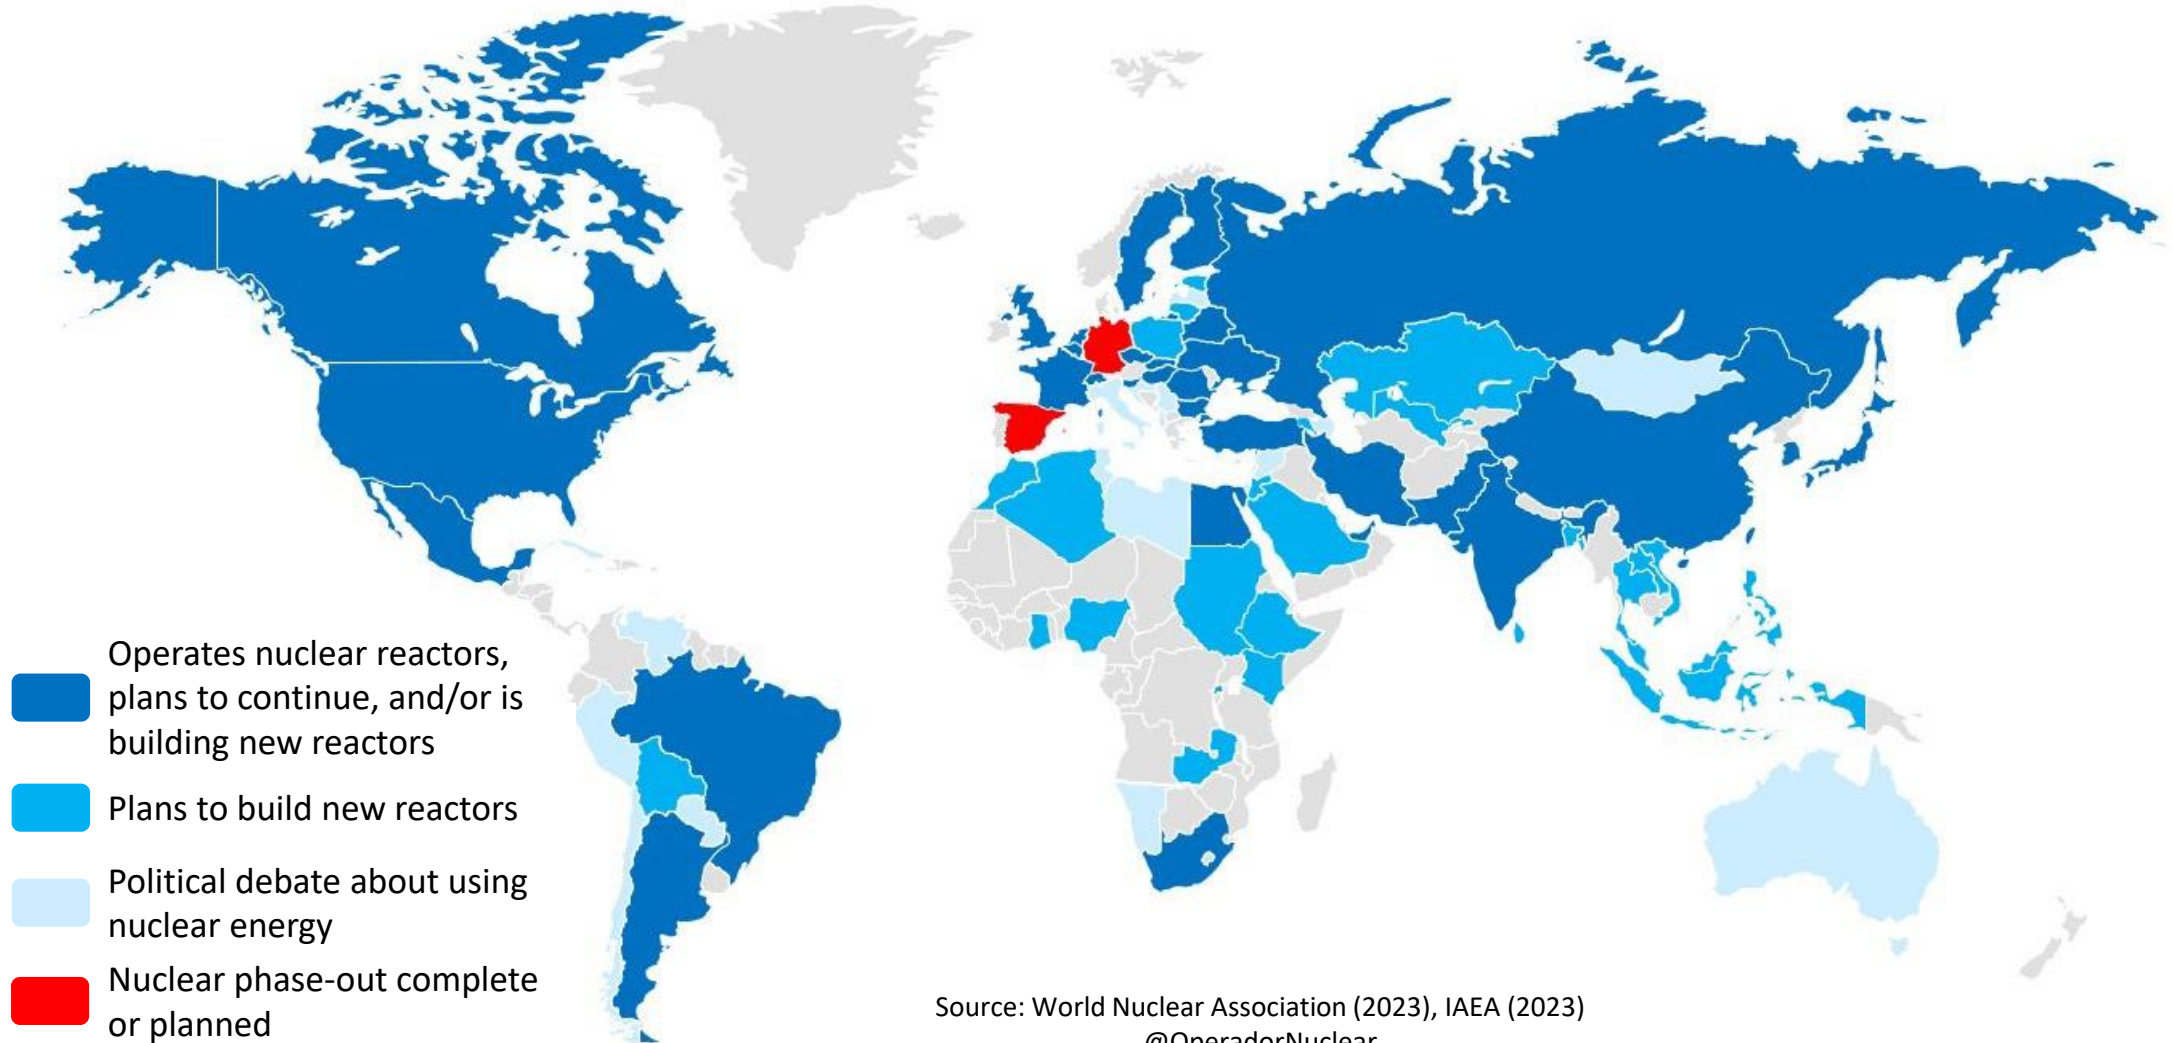 Operates nuclear reactors,
plans to continue, and/or is
building new reactors
Plans to build new reactors
Political debate about using
nuclear energy
Nuclear phase-out complete
or planned
Source: World Nuclear Association (2023), IAEA (2023)
@OperadorNuclear